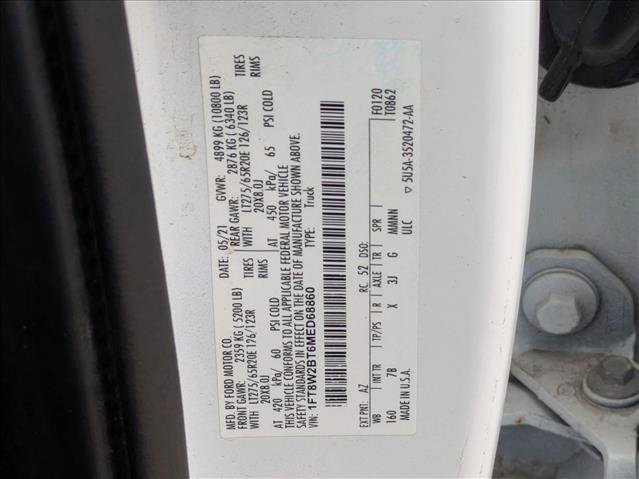 MFD. BY FORD MOTOR CO.
DATE: 05/21 GVWR: 4899 KG (10800 LB)
FRONT GAWR: 2359 KG (5200 LB) REAR GAWR: 2876 KG (6340 LB)
WITH LT275/65R20E 126/123R TIRES WITH LT275/65R20E 126/123R TIRES
20X8.0J RIMS 20X8.0J RIMS
AT 420 kPa/ 60 PSI COLD AT 450 kPa/ 65 PSI COLD
THIS VEHICLE CONFORMS TO ALL APPLICABLE FEDERAL MOTOR VEHICLE
SAFETY STANDARDS IN EFFECT ON THE DATE OF MANUFACTURE SHOWN ABOVE.
VIN: 1FT8W2BT6MED68860 TYPE: Truck
F0120
T0862
EXT PNT: AZ RC: 52 DSO:
WB INT TR TP/PS R AXLE TR SPR
160 7B X 3J G MMNN
MADE IN U.S.A. ULC
5U5A-3520472-AA